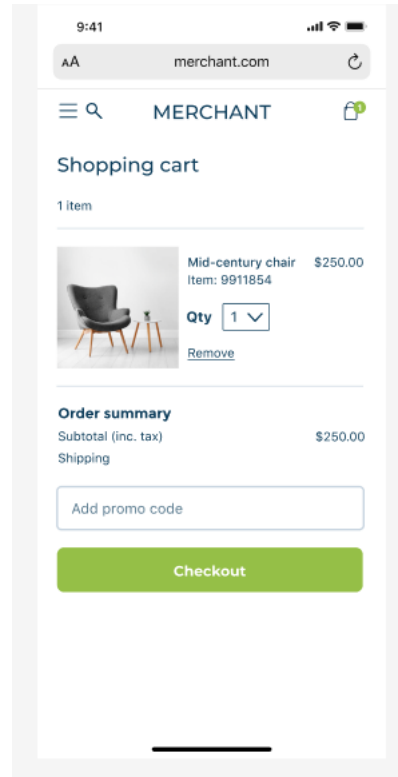 9:41
AA
merchant.com
MERCHANT
1
Shopping cart
1 item
Mid-century chair $250.00
Item: 9911854
Qty 1
Remove
Order summary
Subtotal (inc. tax) $250.00
Shipping
Add promo code
Checkout